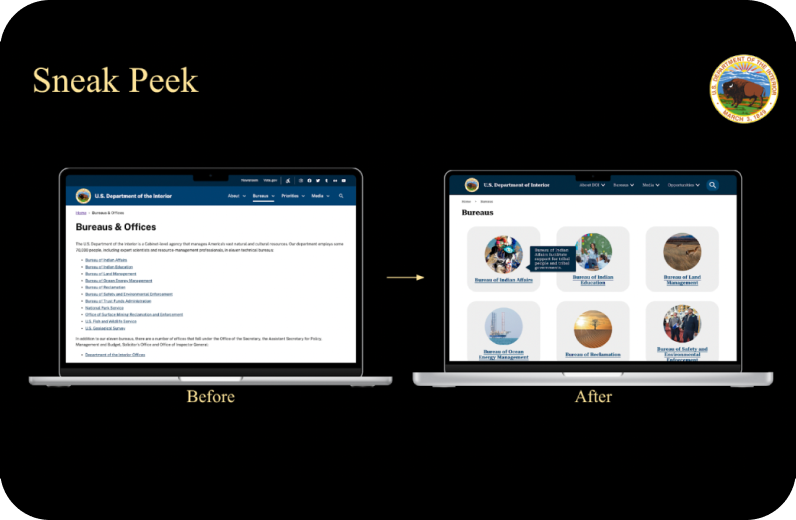 Sneak Peek
U.S. DEPARTMENT OF THE INTERIOR
MARCH 3, 1849
Newsroom
U.S. Department of the Interior
About Bureaus Priorities Media
Home » Bureaus & Offices
Bureaus & Offices
The U.S. Department of the Interior is a Cabinet-level agency that manages America's vast natural and cultural resources. Our department employs some
70,000 people, including expert scientists and resource-management professionals, in eleven technical bureaus:
Bureau of Indian Affairs
Bureau of Indian Education
Bureau of Land Management
Bureau of Ocean Energy Management
Bureau of Reclamation
Bureau of Safety and Environmental Enforcement
Bureau of Trust Funds Administration
National Park Service
Office of Surface Mining Reclamation and Enforcement
U.S. Fish and Wildlife Service
U.S. Geological Survey
In addition to our eleven bureaus, there are a number of offices that fall under the Office of the Secretary, the Assistant Secretary for Policy,
Management and Budget, Solicitor's Office and Office of Inspector General.
Department of the Interior Offices
Before
U.S. Department of Interior
About DOI Bureaus Media Opportunities
Home Bureaus
Bureaus
Bureau of Indian Affairs
Bureau of Indian
Affairs facilitates
support for tribal
people and tribal
governments.
Bureau of Indian
Education
Bureau of Land
Management
Bureau of Ocean
Energy Management
Bureau of Reclamation
Bureau of Safety and
Environmental
Enforcement
After